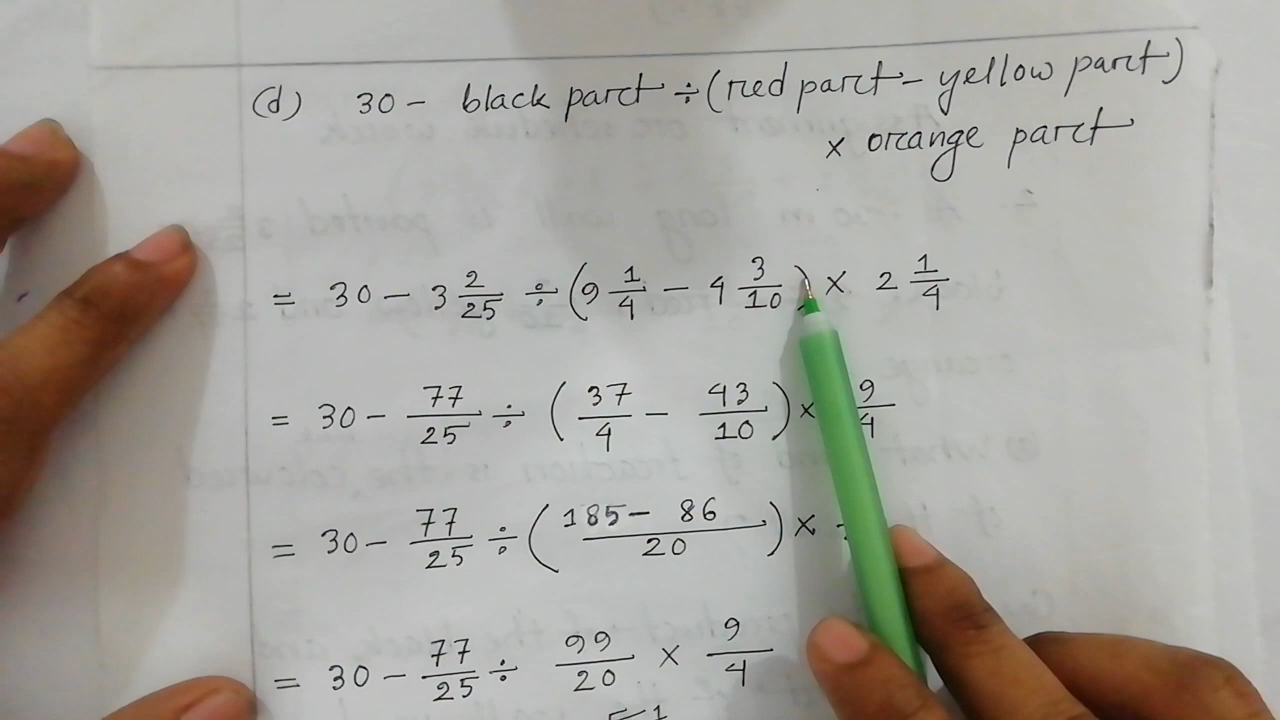 (d) 30 - black part ÷ (red part - yellow part)
× orange part
= 30 - 3 2/25 ÷ (9 1/4 - 4 3/10) × 2 1/4
= 30 - 77/25 ÷ (37/4 - 43/10) × 9/4
= 30 - 77/25 ÷ (185 - 86/20) ×
= 30 - 77/25 ÷ 99/20 × 9/4